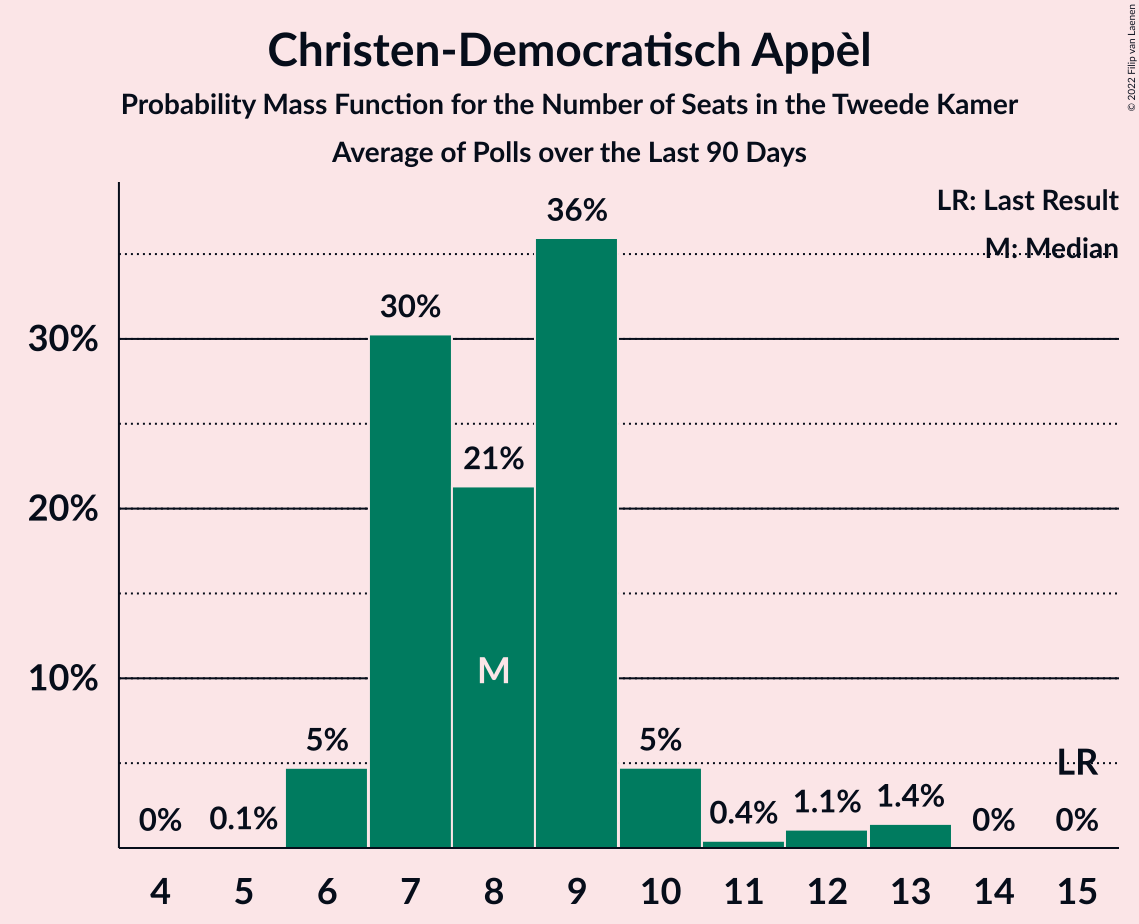 Christen-Democratisch Appèl
Probability Mass Function for the Number of Seats in the Tweede Kamer
Average of Polls over the Last 90 Days
© 2022 Filip van Laenen
LR: Last Result
M: Median
36%
30%
30%
21%
20%
M
10%
5%
5%
LR
0%
0.1%
0.4%
1.1%
1.4%
0%
0%
4 5 6 7 8 9 10 11 12 13 14 15